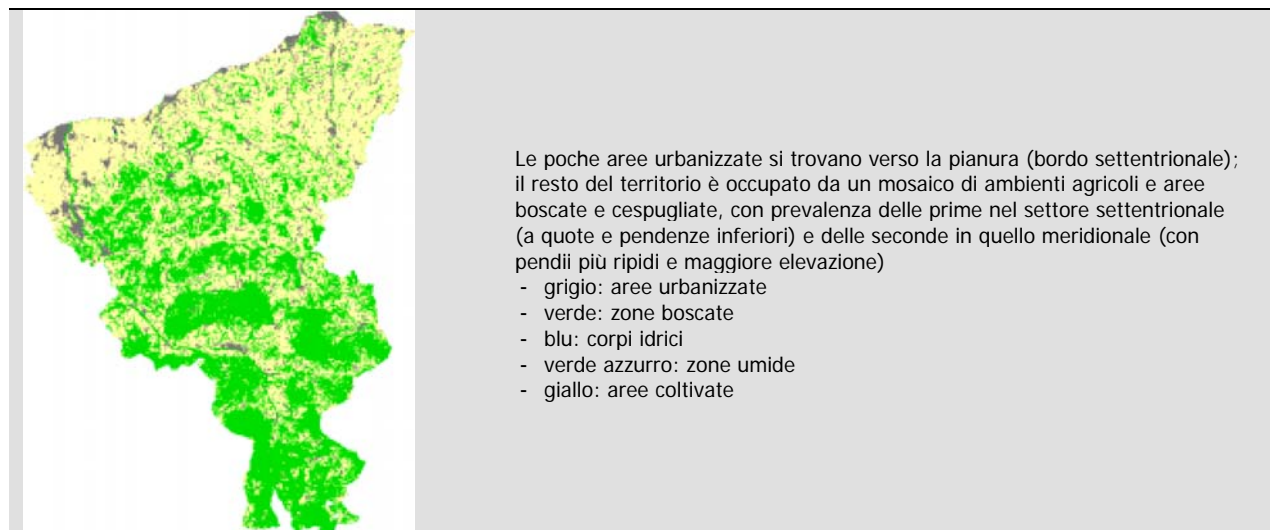 Le poche aree urbanizzate si trovano verso la pianura (bordo settentrionale);
il resto del territorio è occupato da un mosaico di ambienti agricoli e aree
boscate e cespugliate, con prevalenza delle prime nel settore settentrionale
(a quote e pendenze inferiori) e delle seconde in quello meridionale (con
pendii più ripidi e maggiore elevazione)
- grigio: aree urbanizzate
- verde: zone boscate
- blu: corpi idrici
- verde azzurro: zone umide
- giallo: aree coltivate